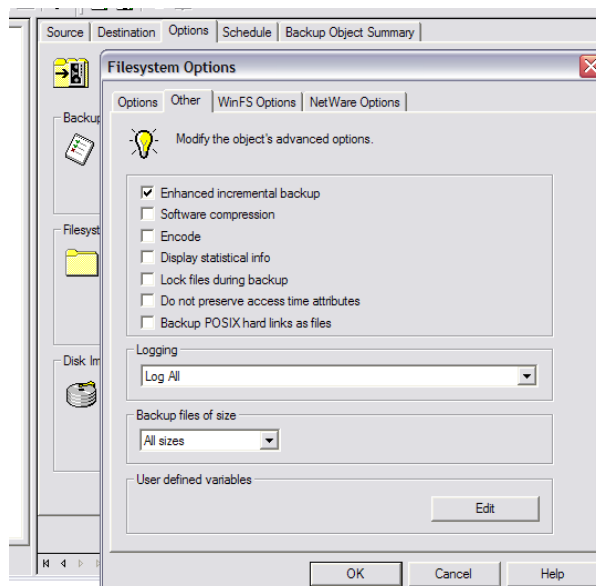 Source Destination Options Schedule Backup Object Summary
Filesystem Options
Options Other WinFS Options NetWare Options
Modify the object's advanced options.
Enhanced incremental backup
Software compression
Encode
Display statistical info
Lock files during backup
Do not preserve access time attributes
Backup POSIX hard links as files
Logging
Log All
Backup files of size
All sizes
User defined variables
Edit
OK Cancel Help